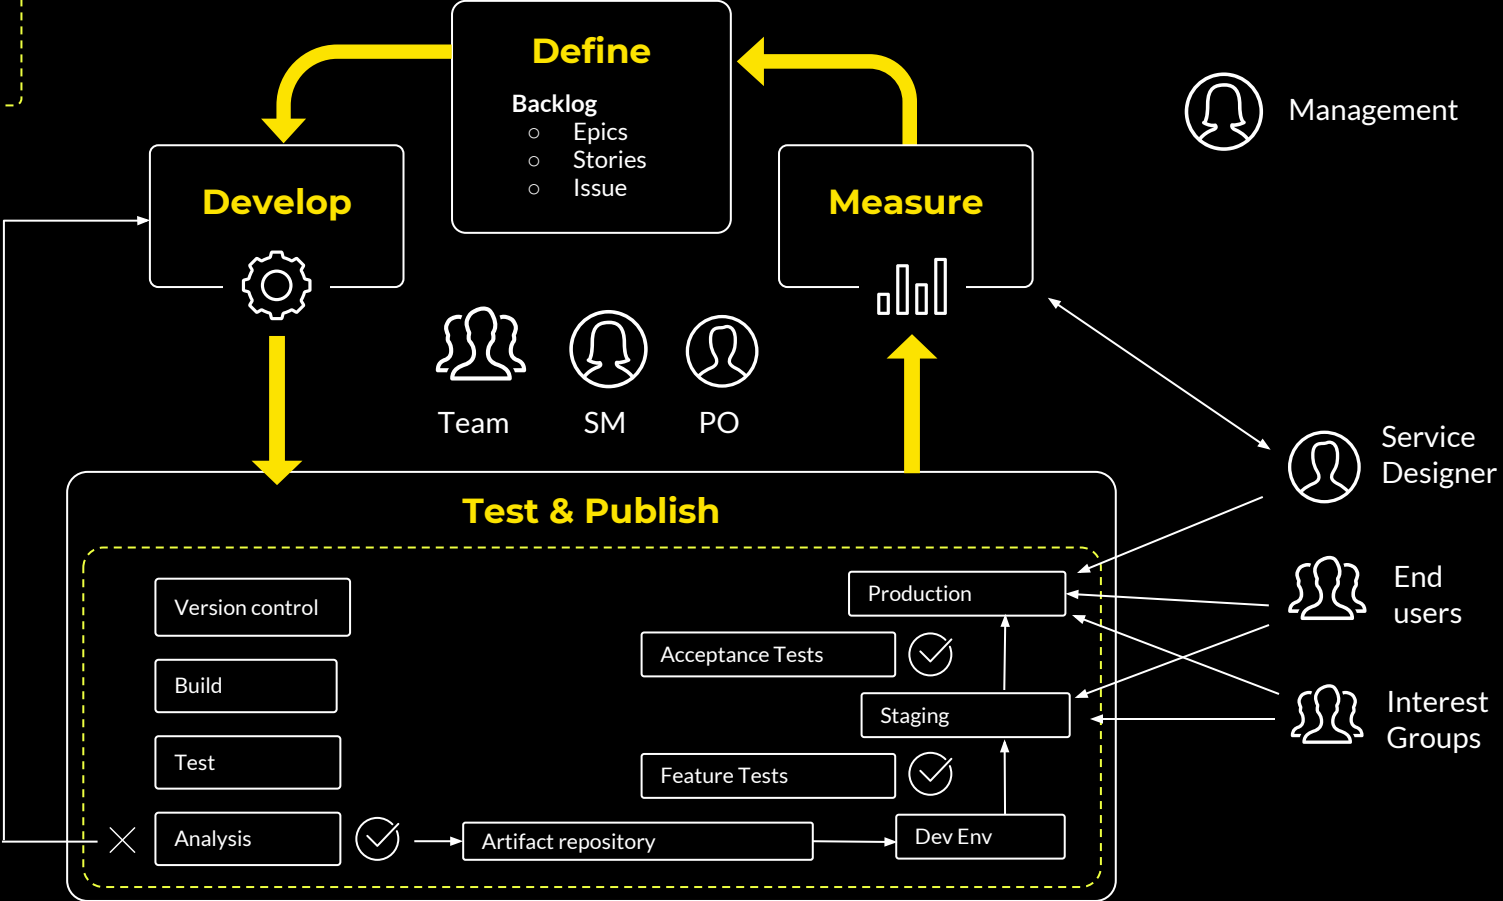 Define
Backlog
○ Epics
○ Stories
○ Issue
Develop
Measure
Management
Team
SM
PO
Service
Designer
End
users
Interest
Groups
Test & Publish
Version control
Build
Test
Analysis
Artifact repository
Dev Env
Feature Tests
Staging
Acceptance Tests
Production